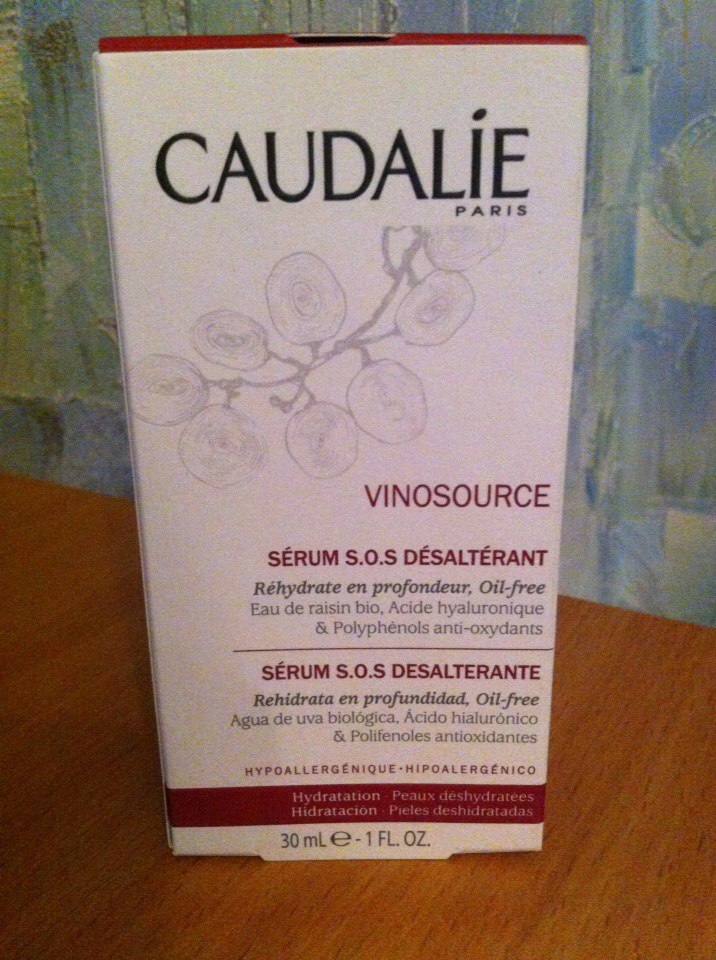 CAUDALÍE
PARIS
VINOSOURCE
SÉRUM S.O.S DÉSALTÉRANT
Réhydrate en profondeur, Oil-free
Eau de raisin bio, Acide hyaluronique
& Polyphénols anti-oxydants
SÉRUM S.O.S DESALTERANTE
Rehidrata en profundidad, Oil-free
Agua de uva biológica, Ácido hialurónico
& Polifenoles antioxidantes
HYPOALLERGÉNIQUE · HIPOALERGÉNICO
Hydratation · Peaux déshydratées
Hidratación · Pieles deshidratadas
30 mL ℮ - 1 FL. OZ.